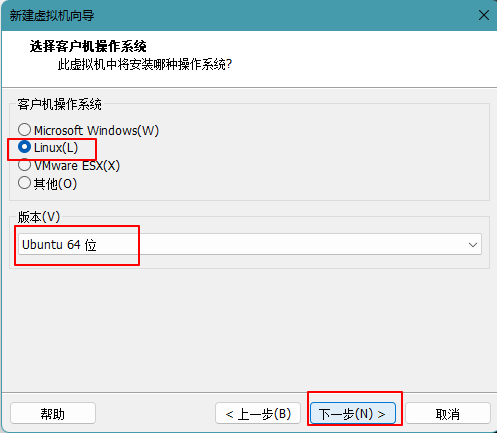 新建虚拟机向导
选择客户机操作系统
此虚拟机中将安装哪种操作系统?
客户机操作系统
Microsoft Windows(W)
Linux(L)
VMware ESX(X)
其他(O)
版本(V)
Ubuntu 64 位
帮助
< 上一步(B)
下一步(N) >
取消